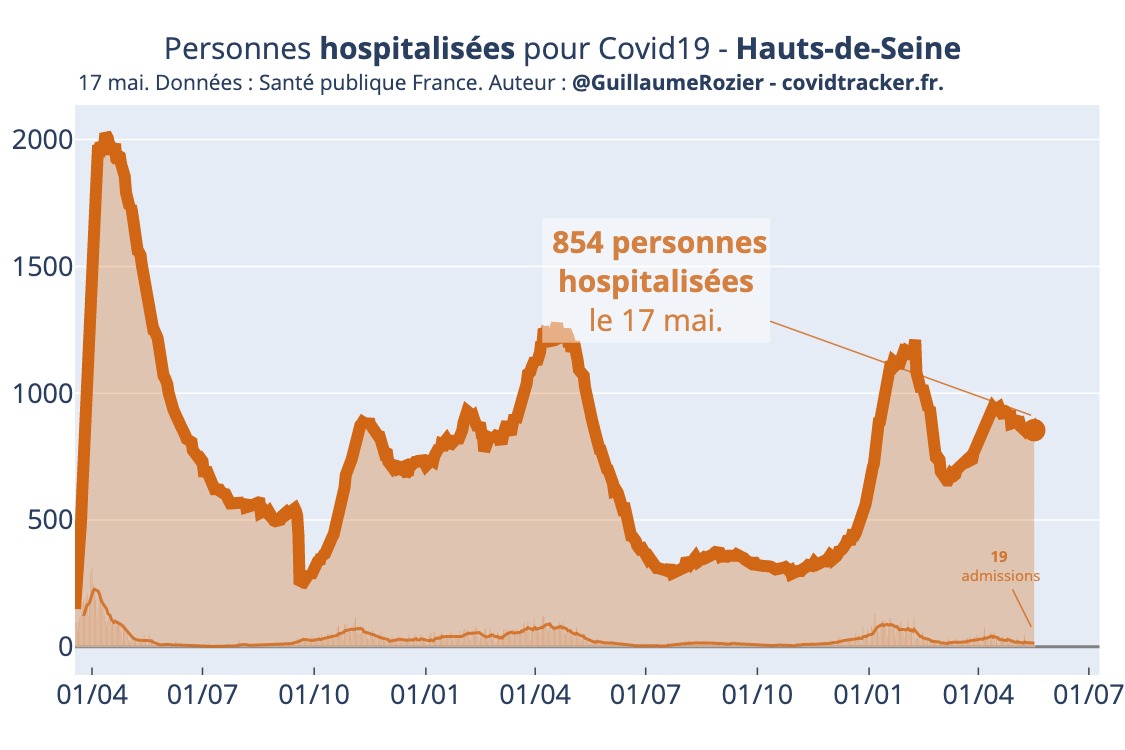 Personnes hospitalisées pour Covid19 - Hauts-de-Seine
17 mai. Données : Santé publique France. Auteur : @GuillaumeRozier - covidtracker.fr.
2000
1500
1000
500
0
854 personnes
hospitalisées
le 17 mai.
19
admissions
01/04 01/07 01/10 01/01 01/04 01/07 01/10 01/01 01/04 01/07